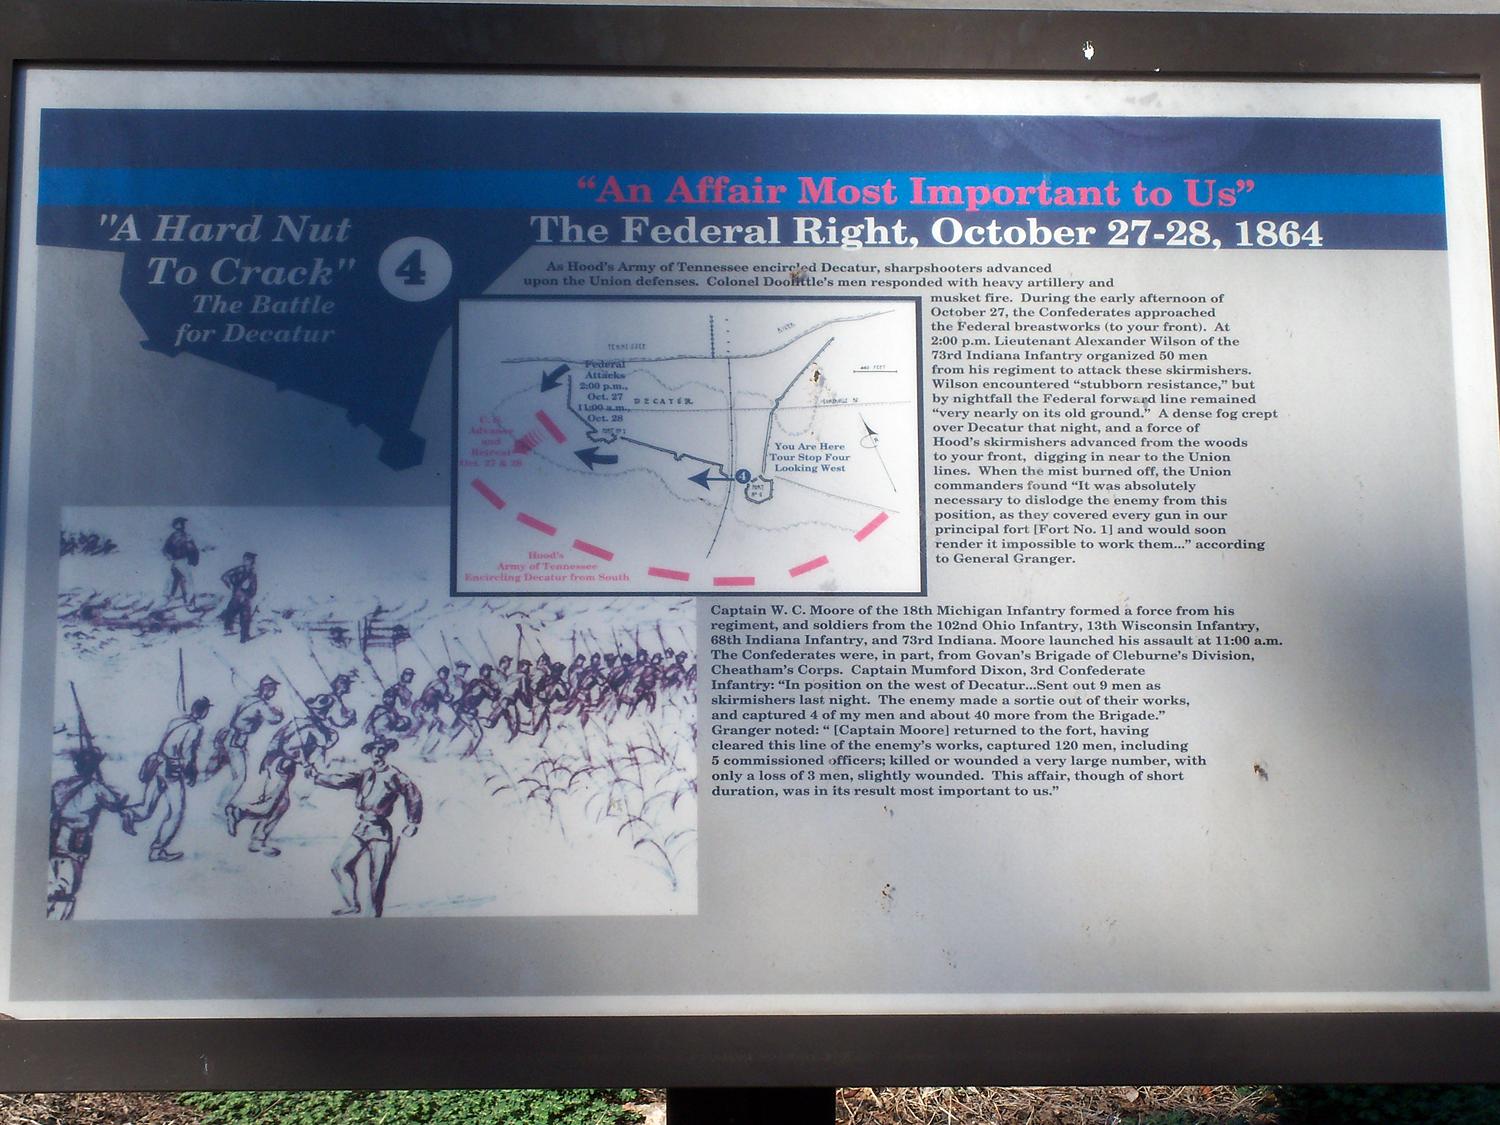 "A Hard Nut
To Crack"
The Battle
for Decatur
4
“An Affair Most Important to Us”
The Federal Right, October 27-28, 1864
As Hood's Army of Tennessee encircled Decatur, sharpshooters advanced
upon the Union defenses. Colonel Doolittle's men responded with heavy artillery and
musket fire. During the early afternoon of
October 27, the Confederates approached
the Federal breastworks (to your front). At
2:00 p.m. Lieutenant Alexander Wilson of the
73rd Indiana Infantry organized 50 men
from his regiment to attack these skirmishers.
Wilson encountered “stubborn resistance,” but
by nightfall the Federal forward line remained
“very nearly on its old ground.” A dense fog crept
over Decatur that night, and a force of
Hood's skirmishers advanced from the woods
to your front, digging in near to the Union
lines. When the mist burned off, the Union
commanders found “It was absolutely
necessary to dislodge the enemy from this
position, as they covered every gun in our
principal fort [Fort No. 1] and would soon
render it impossible to work them...” according
to General Granger.
TENNESSEE
RIVER
Federal
Attacks
2:00 p.m.,
Oct. 27
11:00 a.m.,
Oct. 28
FORT Nº 1
DECATUR
440 FEET
C. S.
Advance
and
Retreat
Oct. 27 & 28
You Are Here
Tour Stop Four
Looking West
4
FORT
Nº 2
Hood's
Army of Tennessee
Encircling Decatur from South
Captain W. C. Moore of the 18th Michigan Infantry formed a force from his
regiment, and soldiers from the 102nd Ohio Infantry, 13th Wisconsin Infantry,
68th Indiana Infantry, and 73rd Indiana. Moore launched his assault at 11:00 a.m.
The Confederates were, in part, from Govan's Brigade of Cleburne's Division,
Cheatham's Corps. Captain Mumford Dixon, 3rd Confederate
Infantry: “In position on the west of Decatur...Sent out 9 men as
skirmishers last night. The enemy made a sortie out of their works,
and captured 4 of my men and about 40 more from the Brigade.”
Granger noted: “ [Captain Moore] returned to the fort, having
cleared this line of the enemy's works, captured 120 men, including
5 commissioned officers; killed or wounded a very large number, with
only a loss of 3 men, slightly wounded. This affair, though of short
duration, was in its result most important to us.”